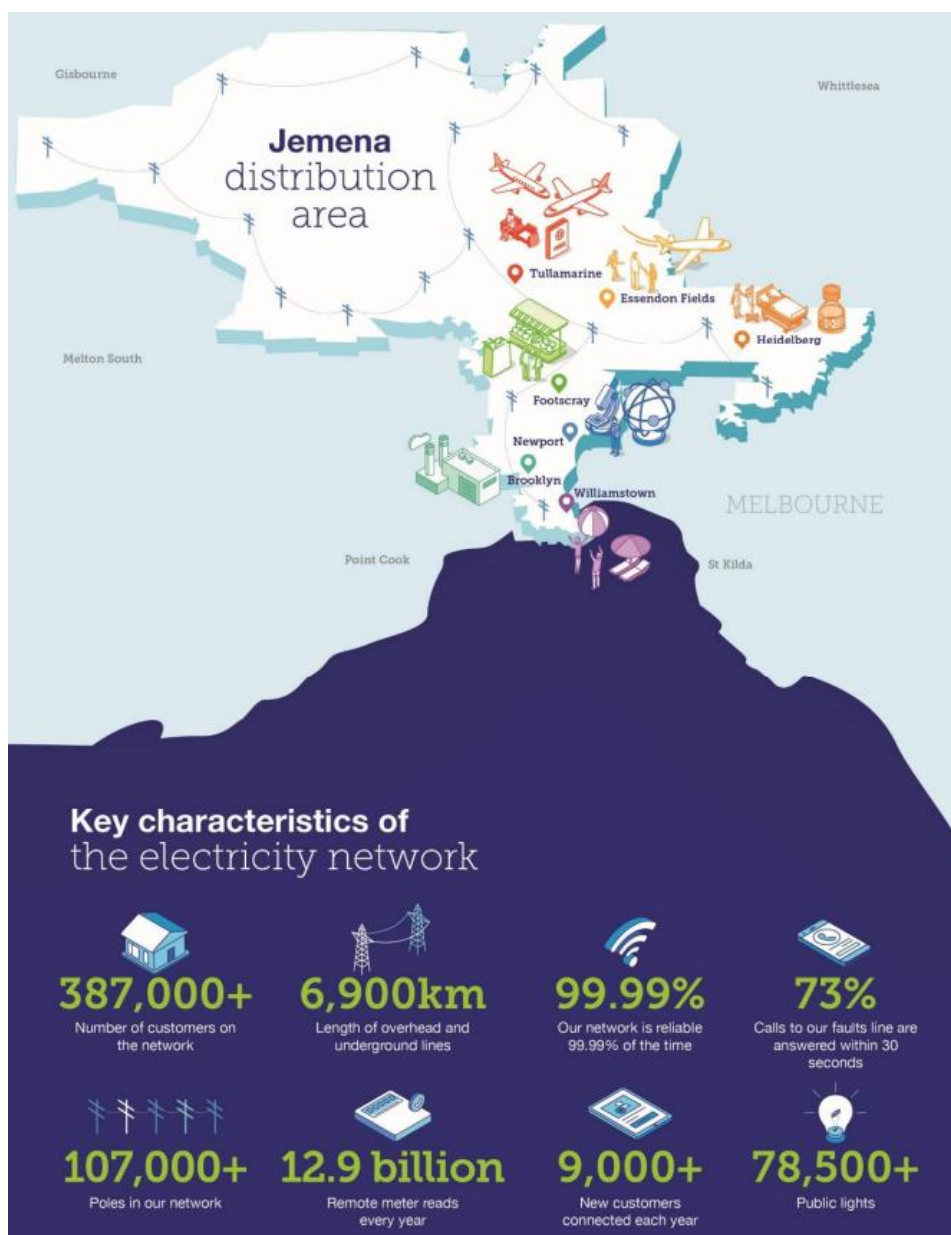 Gisbourne
Whittlesea
Jemena
distribution
area
Tullamarine
Essendon Fields
Heidelberg
Melton South
Footscray
Newport
Brooklyn
Williamstown
MELBOURNE
Point Cook
St Kilda
Key characteristics of
the electricity network
387,000+
Number of customers on
the network
6,900km
Length of overhead and
underground lines
99.99%
Our network is reliable
99.99% of the time
73%
Calls to our faults line are
answered within 30
seconds
107,000+
Poles in our network
12.9 billion
Remote meter reads
every year
9,000+
New customers
connected each year
78,500+
Public lights